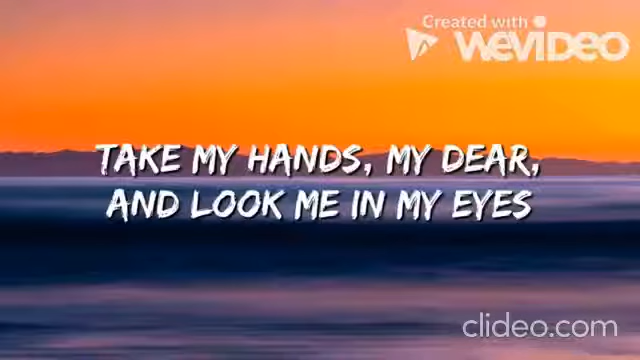 Created with
WEVIDEO
TAKE MY HANDS, MY DEAR,
AND LOOK ME IN MY EYES
clideo.com